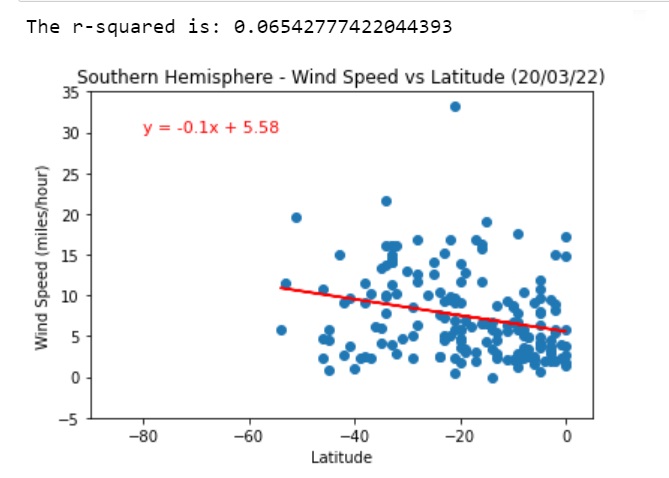 The r-squared is: 0.06542777422044393
Southern Hemisphere - Wind Speed vs Latitude (20/03/22)
y = -0.1x + 5.58
Wind Speed (miles/hour)
35
30
25
20
15
10
5
0
−5
−80
−60
−40
−20
0
Latitude